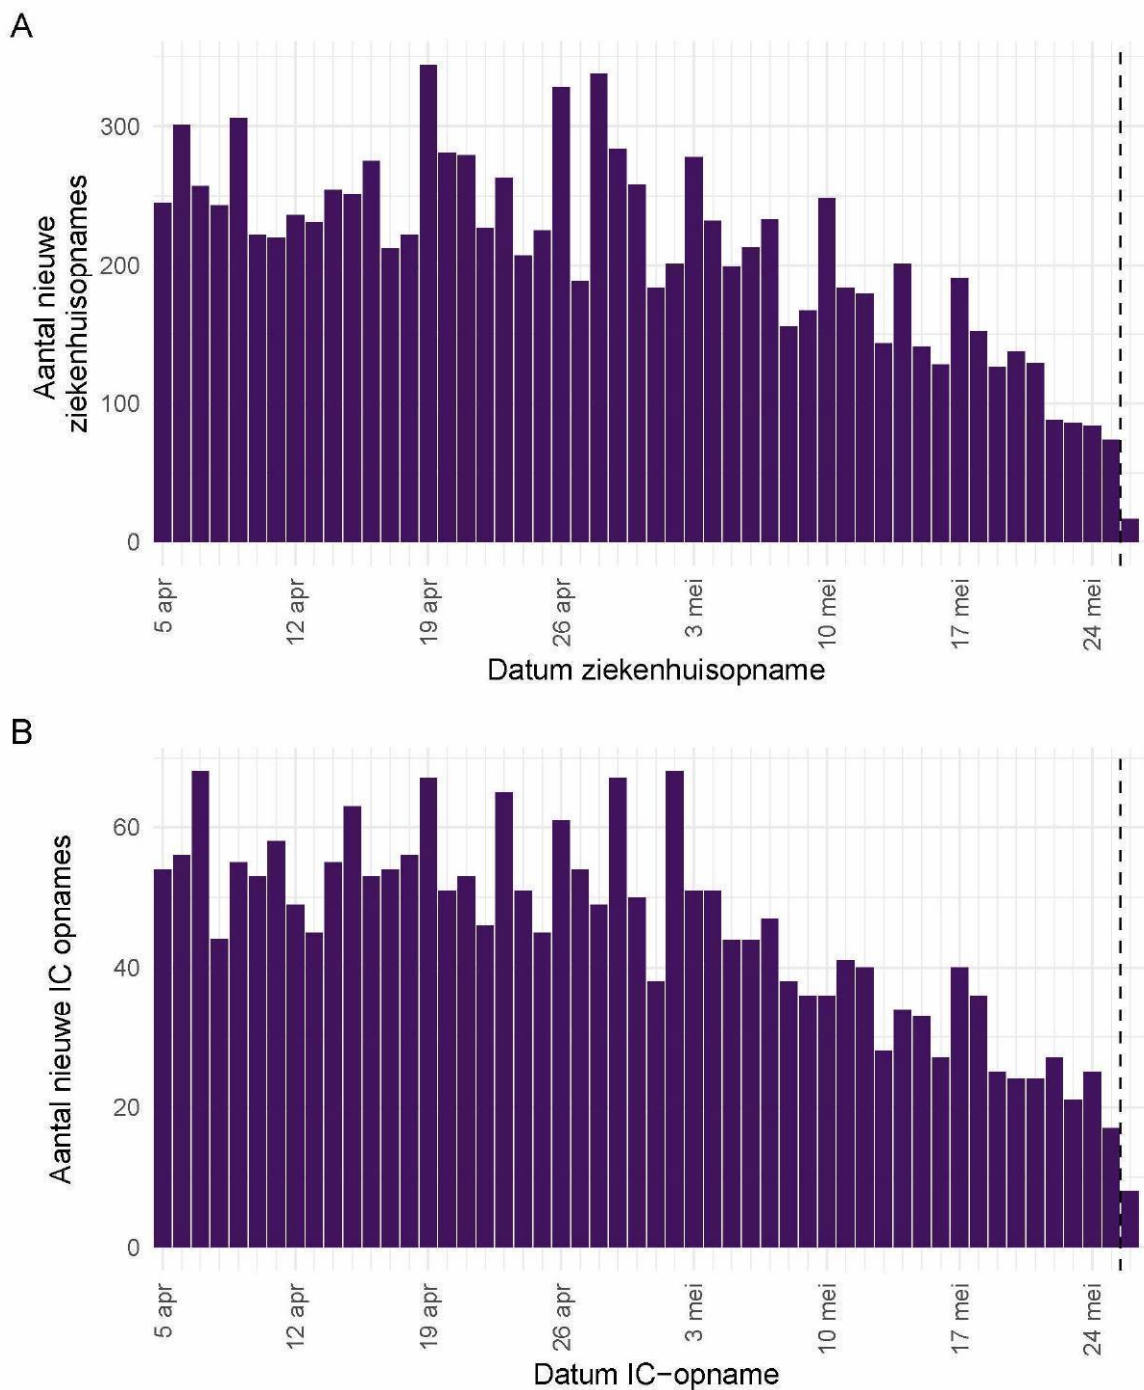 A
Aantal nieuwe
ziekenhuisopnames
300
200
100
0
5 apr
12 apr
19 apr
26 apr
3 mei
10 mei
17 mei
24 mei
Datum ziekenhuisopname
B
Aantal nieuwe IC opnames
60
40
20
0
5 apr
12 apr
19 apr
26 apr
3 mei
10 mei
17 mei
24 mei
Datum IC−opname